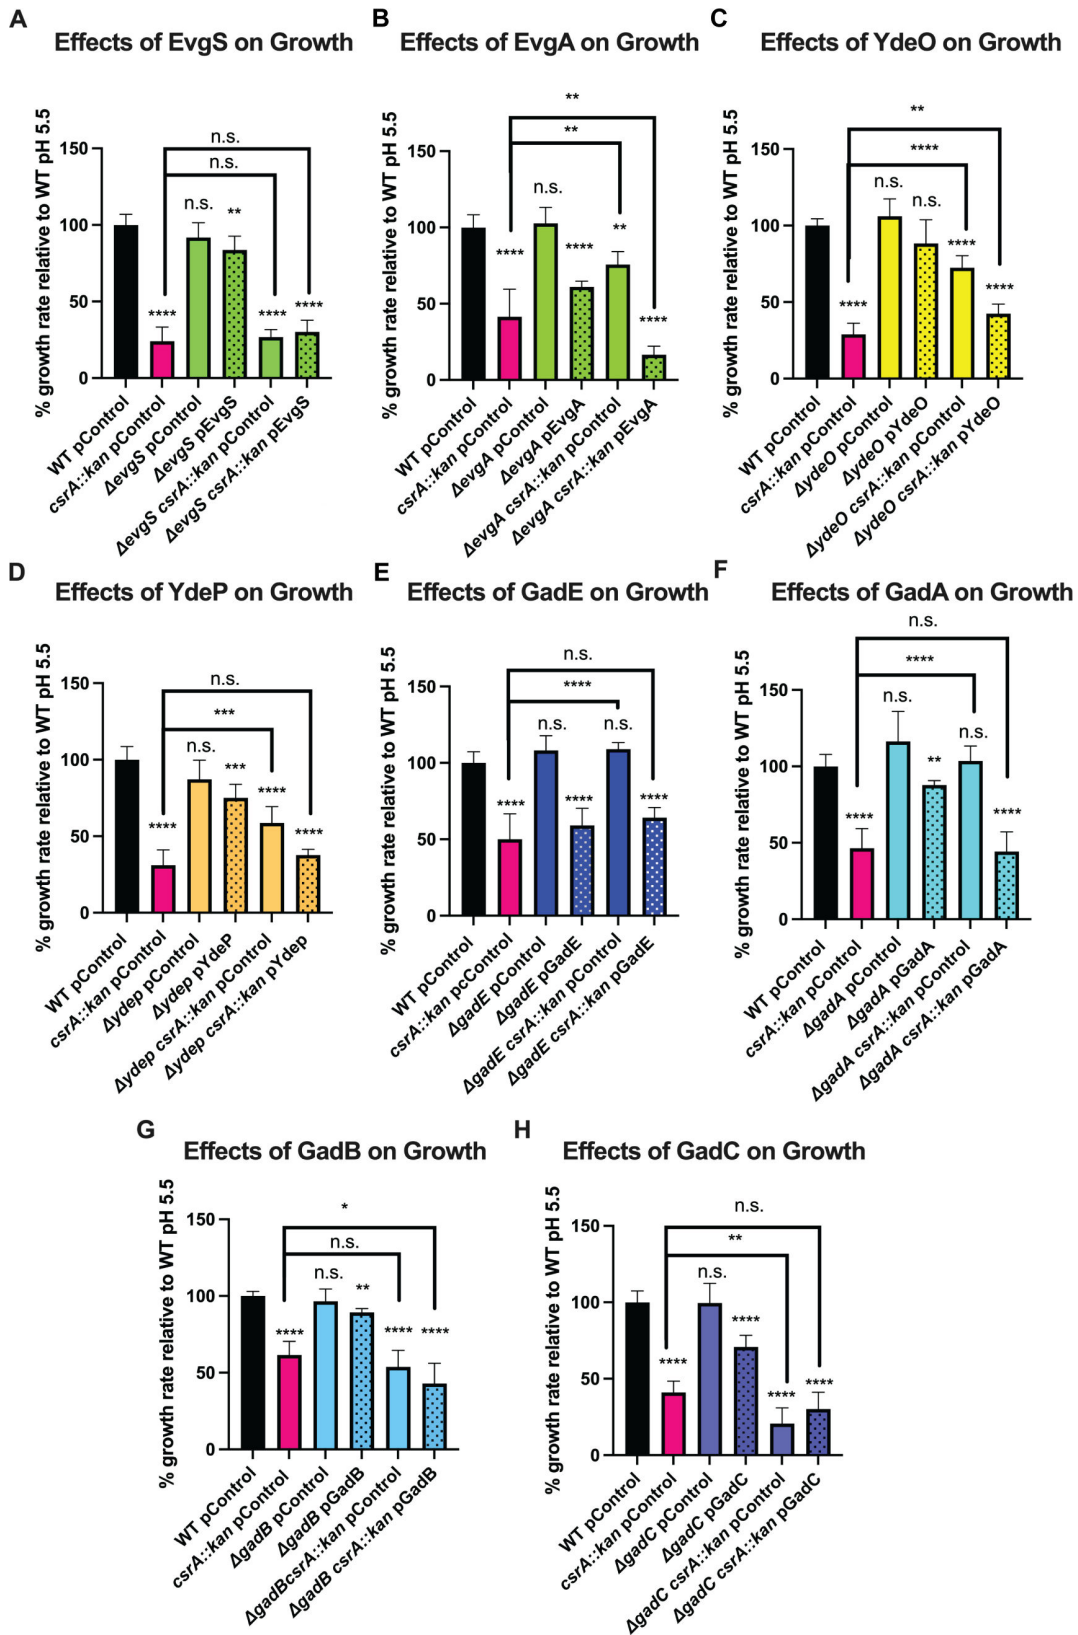 A
Effects of EvgS on Growth
% growth rate relative to WT pH 5.5
150
100
50
0
n.s.
n.s.
****
n.s.
**
****
****
WT pControl
csrA::kan pControl
ΔevgS pControl
ΔevgS pEvgS
ΔevgS csrA::kan pControl
ΔevgS csrA::kan pEvgS
B
Effects of EvgA on Growth
% growth rate relative to WT pH 5.5
150
100
50
0
**
**
****
n.s.
****
**
****
WT pControl
csrA::kan pControl
ΔevgA pControl
ΔevgA pEvgA
ΔevgA csrA::kan pControl
ΔevgA csrA::kan pEvgA
C
Effects of YdeO on Growth
% growth rate relative to WT pH 5.5
150
100
50
0
**
****
****
n.s.
n.s.
****
****
WT pControl
csrA::kan pControl
ΔydeO pControl
ΔydeO pYdeO
ΔydeO csrA::kan pControl
ΔydeO csrA::kan pYdeO
D
Effects of YdeP on Growth
% growth rate relative to WT pH 5.5
150
100
50
0
n.s.
***
****
n.s.
***
****
****
WT pControl
csrA::kan pControl
Δydep pControl
Δydep pYdeP
Δydep csrA::kan pControl
Δydep csrA::kan pYdep
E
Effects of GadE on Growth
% growth rate relative to WT pH 5.5
150
100
50
0
n.s.
****
****
n.s.
****
n.s.
****
WT pControl
csrA::kan pcControl
ΔgadE pControl
ΔgadE pGadE
ΔgadE csrA::kan pControl
ΔgadE csrA::kan pGadE
F
Effects of GadA on Growth
% growth rate relative to WT pH 5.5
150
100
50
0
n.s.
****
****
n.s.
**
n.s.
****
WT pControl
csrA::kan pControl
ΔgadA pControl
ΔgadA pGadA
ΔgadA csrA::kan pControl
ΔgadA csrA::kan pGadA
G
Effects of GadB on Growth
% growth rate relative to WT pH 5.5
150
100
50
0
*
n.s.
****
n.s.
**
****
****
WT pControl
csrA::kan pControl
ΔgadB pControl
ΔgadB pGadB
ΔgadBcsrA::kan pControl
ΔgadB csrA::kan pGadB
H
Effects of GadC on Growth
% growth rate relative to WT pH 5.5
150
100
50
0
n.s.
**
****
n.s.
****
****
****
WT pControl
csrA::kan pControl
ΔgadC pControl
ΔgadC pGadC
ΔgadC csrA::kan pControl
ΔgadC csrA::kan pGadC